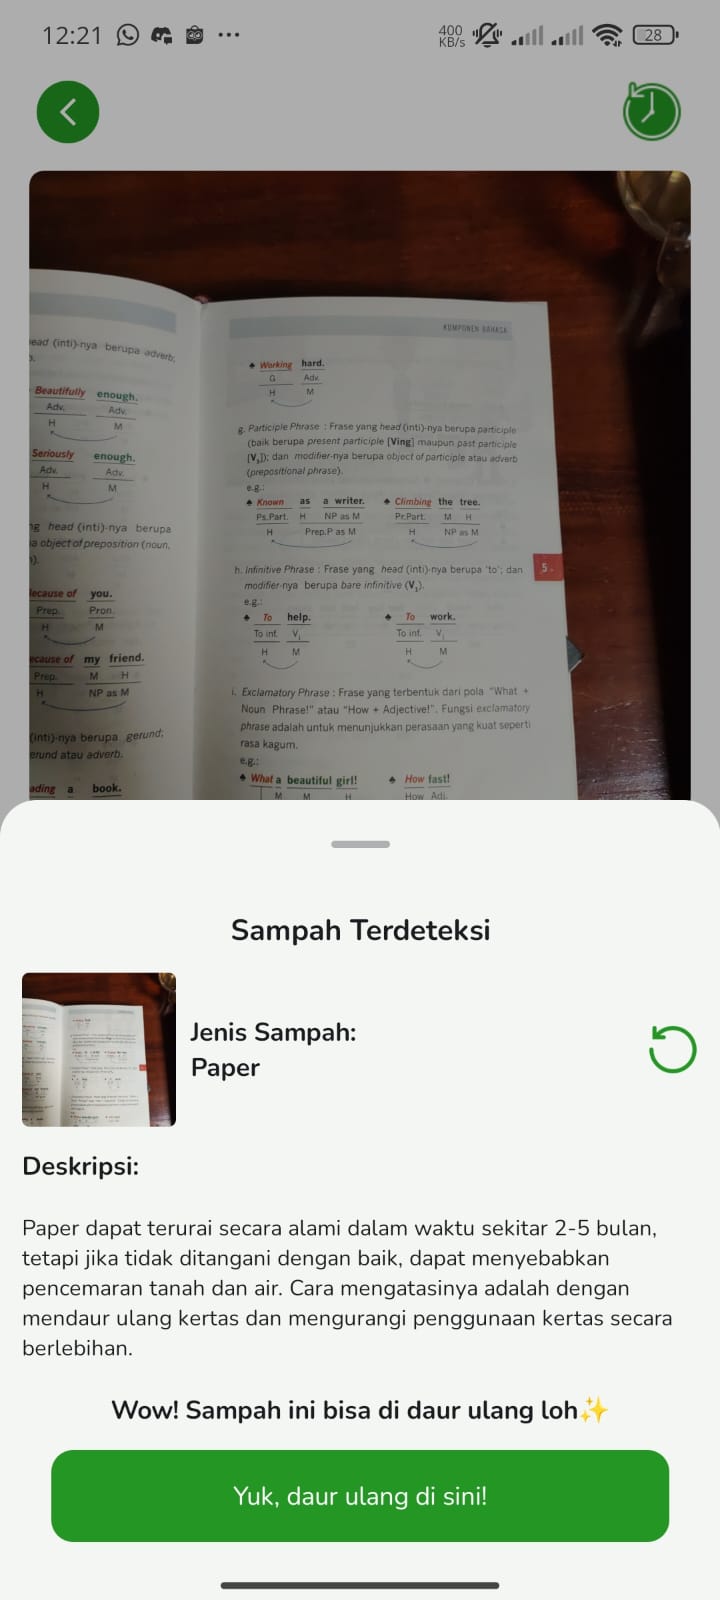 12:21
400
KB/s
28
ead (inti)-nya berupa adverb;
Beautifully enough.
Adv. Adv.
H M
Seriously enough.
Adv. Adv.
H M
ng head (inti)-nya berupa
a object of preposition (noun,
n).
Because of you.
Prep. Pron.
H M
ecause of my friend.
Prep. M H
H NP as M
(inti)-nya berupa gerund;
erund atau adverb.
ading a book.
KOMPONEN BAHASA
♠ Working hard.
G Adv.
H M
g. Participle Phrase : Frase yang head (inti)-nya berupa participle
(baik berupa present participle [Ving] maupun past participle
[V₃]); dan modifier-nya berupa object of participle atau adverb
(prepositional phrase).
e.g.:
♠ Known as a writer. ♠ Climbing the tree.
Ps.Part. H NP as M Pr.Part. M H
H Prep.P as M H NP as M
5.
h. Infinitive Phrase : Frase yang head (inti)-nya berupa 'to'; dan
modifier-nya berupa bare infinitive (V₁).
e.g.:
♠ To help. ♠ To work.
To inf. V₁ To inf. V₁
H M H M
i. Exclamatory Phrase : Frase yang terbentuk dari pola "What +
Noun Phrase!" atau "How + Adjective!". Fungsi exclamatory
phrase adalah untuk menunjukkan perasaan yang kuat seperti
rasa kagum.
e.g.:
♠ What a beautiful girl! ♠ How fast!
M M H How Adj.
Sampah Terdeteksi
Jenis Sampah:
Paper
Deskripsi:
Paper dapat terurai secara alami dalam waktu sekitar 2-5 bulan,
tetapi jika tidak ditangani dengan baik, dapat menyebabkan
pencemaran tanah dan air. Cara mengatasinya adalah dengan
mendaur ulang kertas dan mengurangi penggunaan kertas secara
berlebihan.
Wow! Sampah ini bisa di daur ulang loh✨
Yuk, daur ulang di sini!